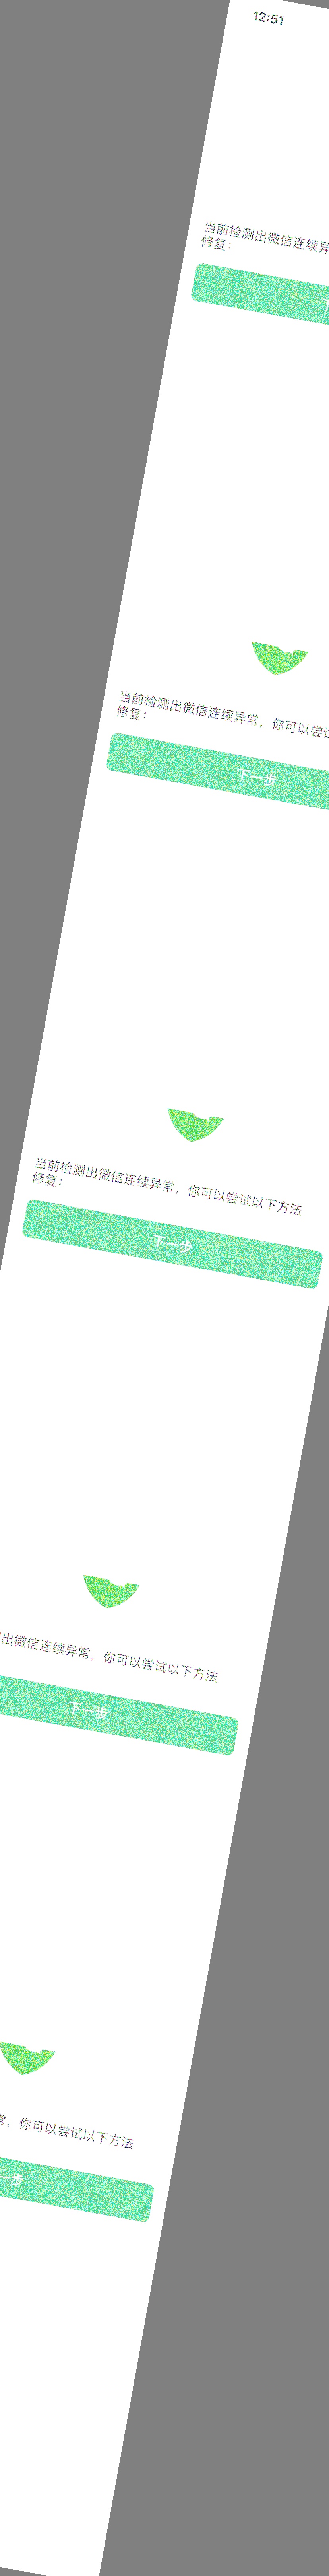 12:51
当前检测出微信连续异
修复：
当前检测出微信连续异常，你可以尝试
修复：
下一步
当前检测出微信连续异常，你可以尝试以下方法
修复：
下一步
出微信连续异常，你可以尝试以下方法
下一步
常，你可以尝试以下方法
一步